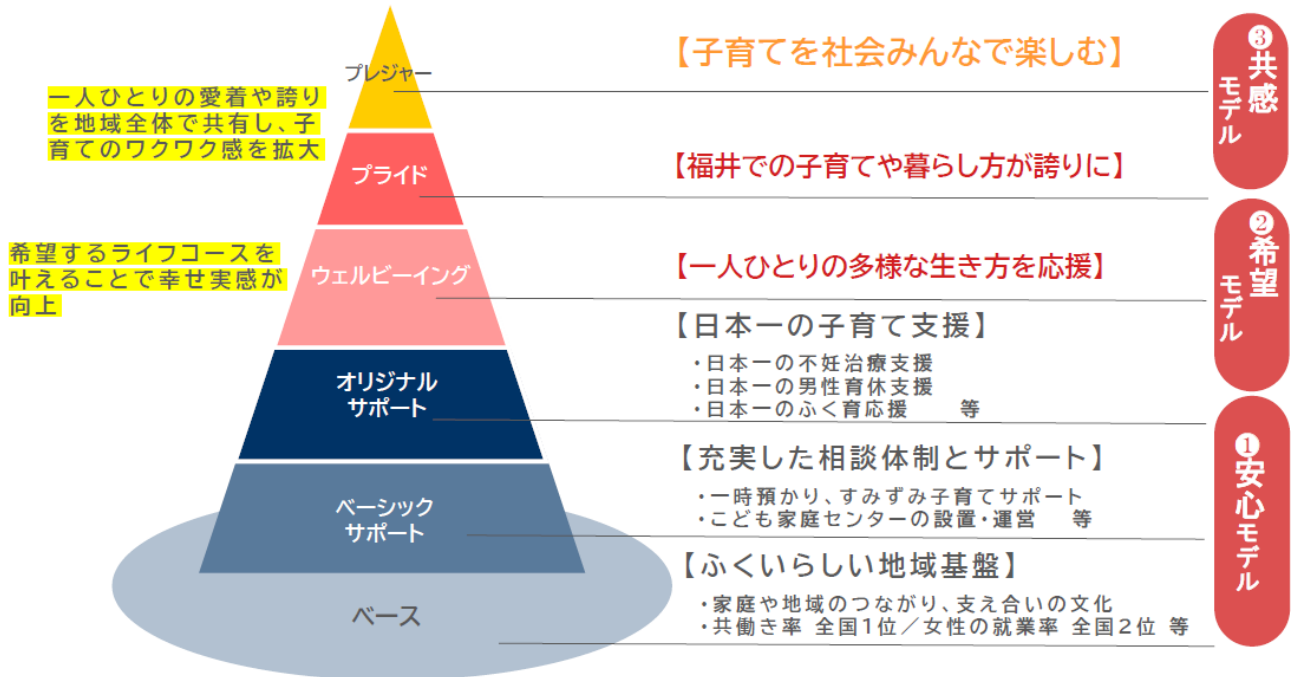 プレジャー
【子育てを社会みんなで楽しむ】
❸共感
モデル
一人ひとりの愛着や誇り
を地域全体で共有し、子
育てのワクワク感を拡大
プライド
【福井での子育てや暮らし方が誇りに】
希望するライフコースを
叶えることで幸せ実感が
向上
ウェルビーイング
【一人ひとりの多様な生き方を応援】
❷希望
モデル
オリジナル
サポート
【日本一の子育て支援】
・日本一の不妊治療支援
・日本一の男性育休支援
・日本一のふく育応援　　等
ベーシック
サポート
【充実した相談体制とサポート】
・一時預かり、すみずみ子育てサポート
・こども家庭センターの設置・運営　　等
❶安心モデル
ベース
【ふくいらしい地域基盤】
・家庭や地域のつながり、支え合いの文化
・共働き率 全国1位／女性の就業率 全国2位 等